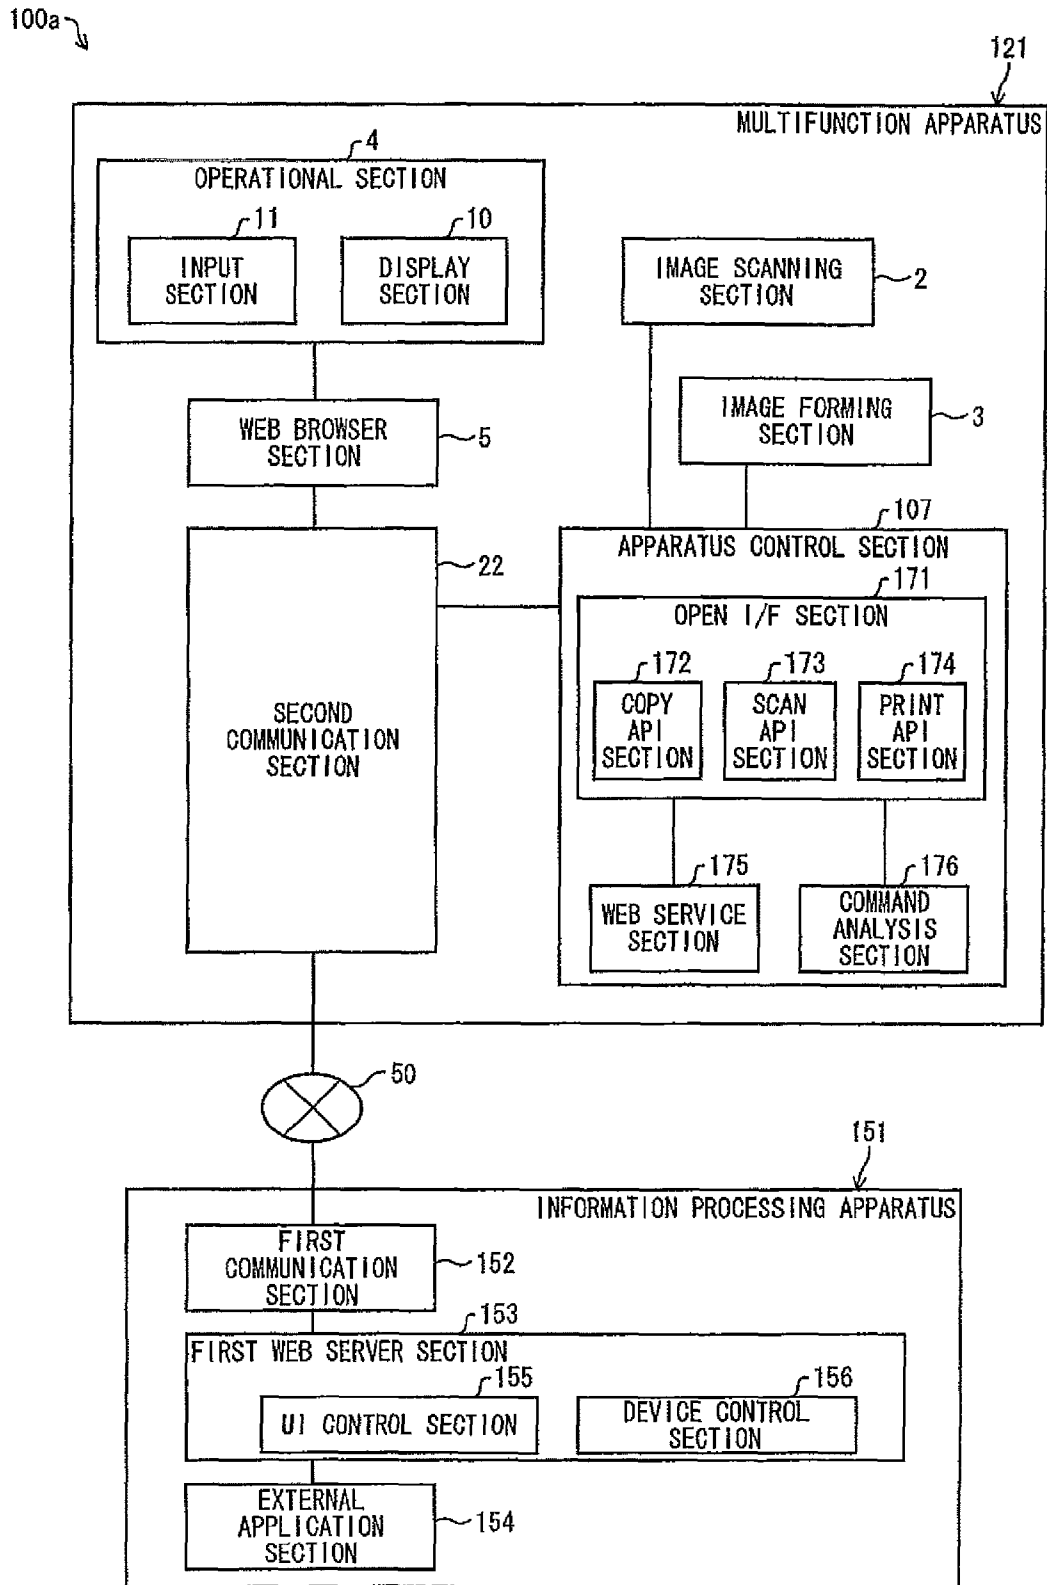 100a
121
MULTIFUNCTION APPARATUS
4
OPERATIONAL SECTION
11
10
INPUT
SECTION
DISPLAY
SECTION
IMAGE SCANNING
SECTION
2
WEB BROWSER
SECTION
5
IMAGE FORMING
SECTION
3
107
APPARATUS CONTROL SECTION
22
171
OPEN I/F SECTION
172
173
174
COPY
API
SECTION
SCAN
API
SECTION
PRINT
API
SECTION
SECOND
COMMUNICATION
SECTION
175
176
WEB SERVICE
SECTION
COMMAND
ANALYSIS
SECTION
50
151
INFORMATION PROCESSING APPARATUS
FIRST
COMMUNICATION
SECTION
152
153
FIRST WEB SERVER SECTION
155
156
UI CONTROL SECTION
DEVICE CONTROL
SECTION
EXTERNAL
APPLICATION
SECTION
154